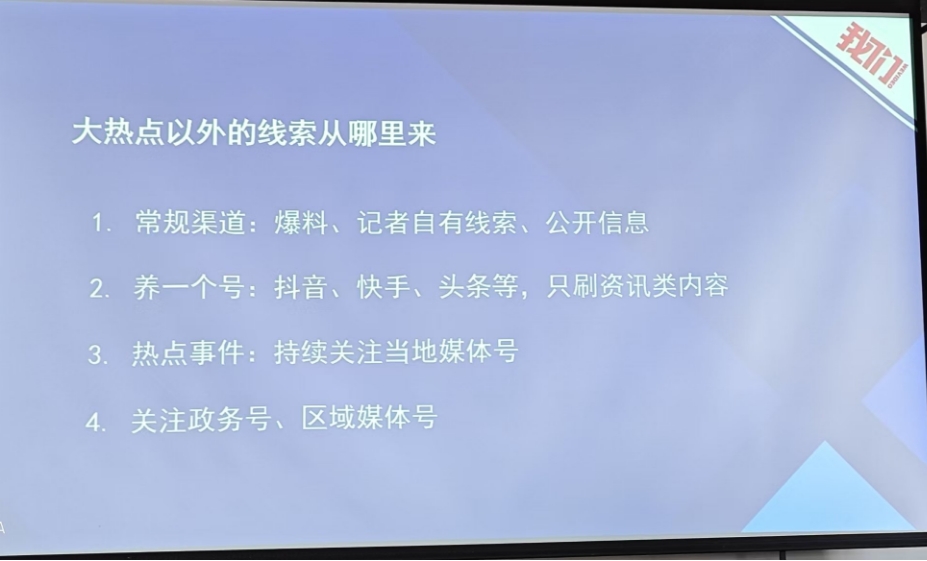 我们
大热点以外的线索从哪里来
1. 常规渠道：爆料、记者自有线索、公开信息
2. 养一个号：抖音、快手、头条等，只刷资讯类内容
3. 热点事件：持续关注当地媒体号
4. 关注政务号、区域媒体号